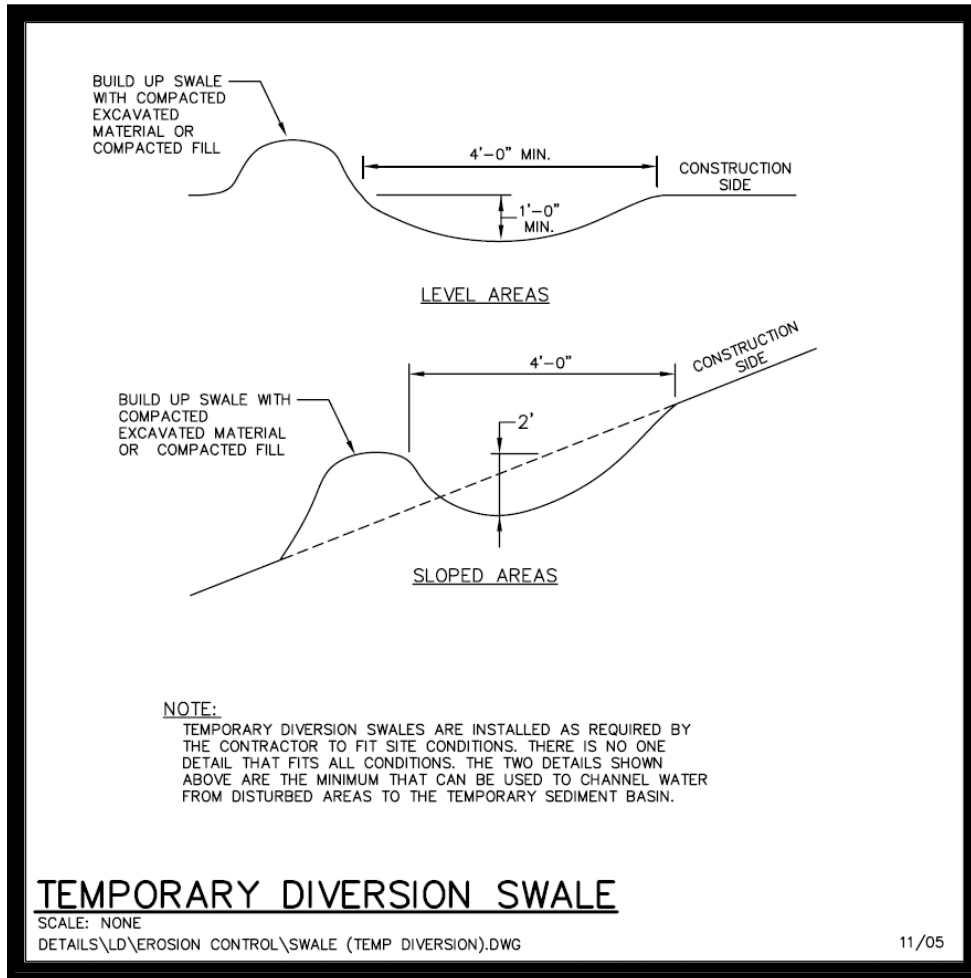 BUILD UP SWALE
WITH COMPACTED
EXCAVATED
MATERIAL OR
COMPACTED FILL
4'-0" MIN.
CONSTRUCTION
SIDE
1'-0"
MIN.
LEVEL AREAS
CONSTRUCTION
SIDE
4'-0"
BUILD UP SWALE WITH
COMPACTED
EXCAVATED MATERIAL
OR COMPACTED FILL
2'
SLOPED AREAS
NOTE:
TEMPORARY DIVERSION SWALES ARE INSTALLED AS REQUIRED BY
THE CONTRACTOR TO FIT SITE CONDITIONS. THERE IS NO ONE
DETAIL THAT FITS ALL CONDITIONS. THE TWO DETAILS SHOWN
ABOVE ARE THE MINIMUM THAT CAN BE USED TO CHANNEL WATER
FROM DISTURBED AREAS TO THE TEMPORARY SEDIMENT BASIN.
TEMPORARY DIVERSION SWALE
SCALE: NONE
DETAILS\LD\EROSION CONTROL\SWALE (TEMP DIVERSION).DWG
11/05